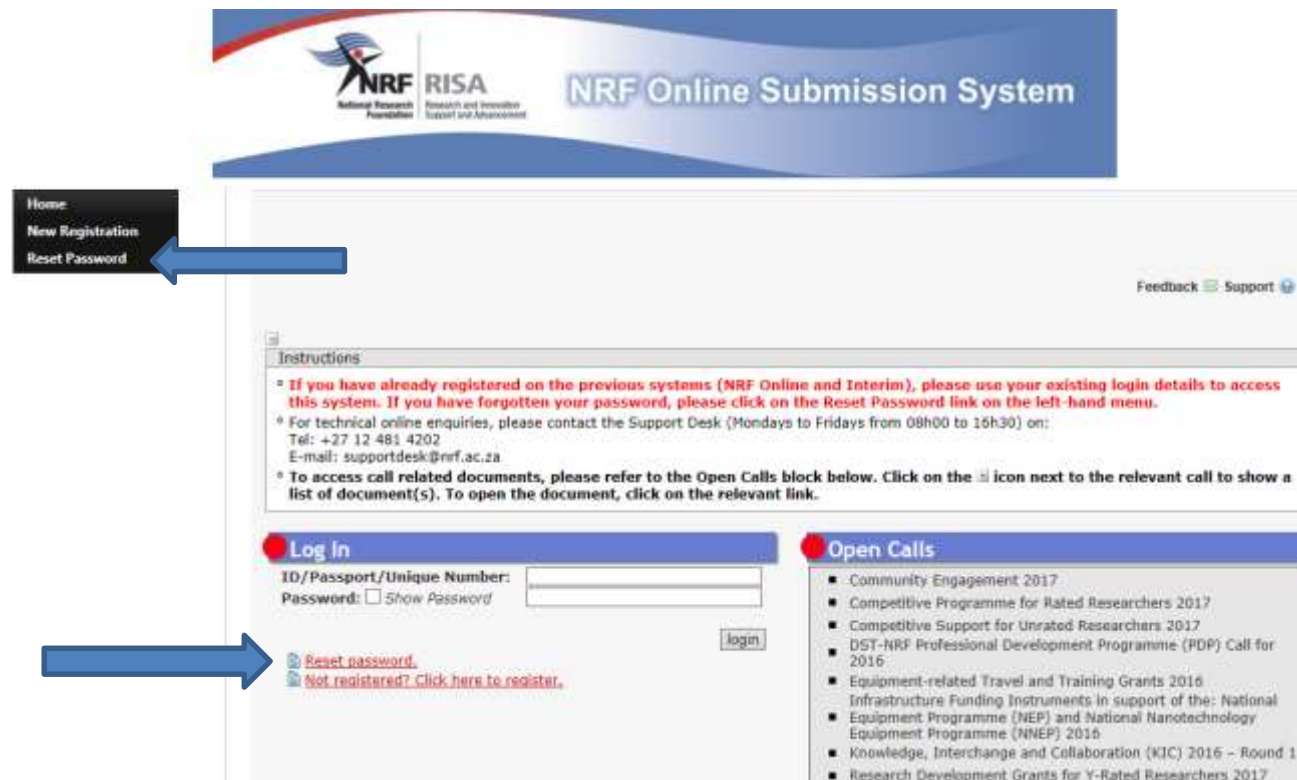 NRF
RISA
National Research
Foundation
Research and Innovation
Support and Advancement
NRF Online Submission System
Home
New Registration
Reset Password
Feedback Support
Instructions
If you have already registered on the previous systems (NRF Online and Interim), please use your existing login details to access
this system. If you have forgotten your password, please click on the Reset Password link on the left-hand menu.
For technical online enquiries, please contact the Support Desk (Mondays to Fridays from 08h00 to 16h30) on:
Tel: +27 12 481 4202
E-mail: supportdesk@nrf.ac.za
To access call related documents, please refer to the Open Calls block below. Click on the icon next to the relevant call to show a
list of document(s). To open the document, click on the relevant link.
Log In
ID/Passport/Unique Number:
Password: Show Password
login
Reset password.
Not registered? Click here to register.
Open Calls
Community Engagement 2017
Competitive Programme for Rated Researchers 2017
Competitive Support for Unrated Researchers 2017
DST-NRF Professional Development Programme (PDP) Call for
2016
Equipment-related Travel and Training Grants 2016
Infrastructure Funding Instruments in support of the: National
Equipment Programme (NEP) and National Nanotechnology
Equipment Programme (NNEP) 2016
Knowledge, Interchange and Collaboration (KIC) 2016 – Round 1
Research Development Grants for Y-Rated Researchers 2017